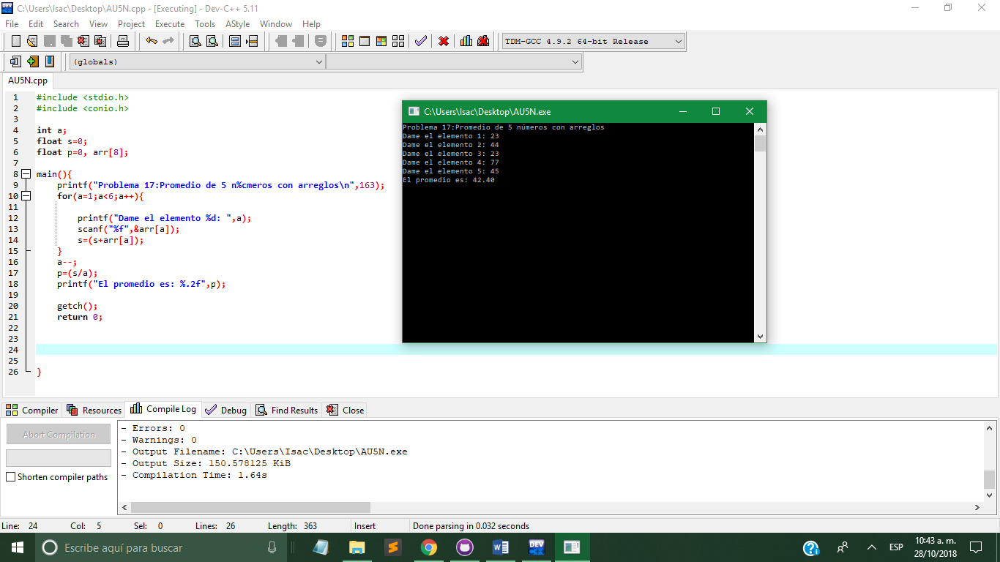 C:\Users\Isac\Desktop\AU5N.cpp - [Executing] - Dev-C++ 5.11
File Edit Search View Project Execute Tools AStyle Window Help
TDM-GCC 4.9.2 64-bit Release
(globals)
AU5N.cpp
1 #include <stdio.h>
2 #include <conio.h>
3
4 int a;
5 float s=0;
6 float p=0, arr[8];
7
8 main(){
9 printf("Problema 17:Promedio de 5 n%cmeros con arreglos\n",163);
10 for(a=1;a<6;a++){
11
12 printf("Dame el elemento %d: ",a);
13 scanf("%f",&arr[a]);
14 s=(s+arr[a]);
15 }
16 a--;
17 p=(s/a);
18 printf("El promedio es: %.2f",p);
19
20 getch();
21 return 0;
22
23
24
25
26 }
C:\Users\Isac\Desktop\AU5N.exe
Problema 17:Promedio de 5 números con arreglos
Dame el elemento 1: 23
Dame el elemento 2: 44
Dame el elemento 3: 23
Dame el elemento 4: 77
Dame el elemento 5: 45
El promedio es: 42.40
Compiler Resources Compile Log Debug Find Results Close
Abort Compilation
Shorten compiler paths
- Errors: 0
- Warnings: 0
- Output Filename: C:\Users\Isac\Desktop\AU5N.exe
- Output Size: 150.578125 KiB
- Compilation Time: 1.64s
Line: 24 Col: 5 Sel: 0 Lines: 26 Length: 363 Insert Done parsing in 0.032 seconds
Escribe aquí para buscar
DEV
ESP
10:43 a. m.
28/10/2018